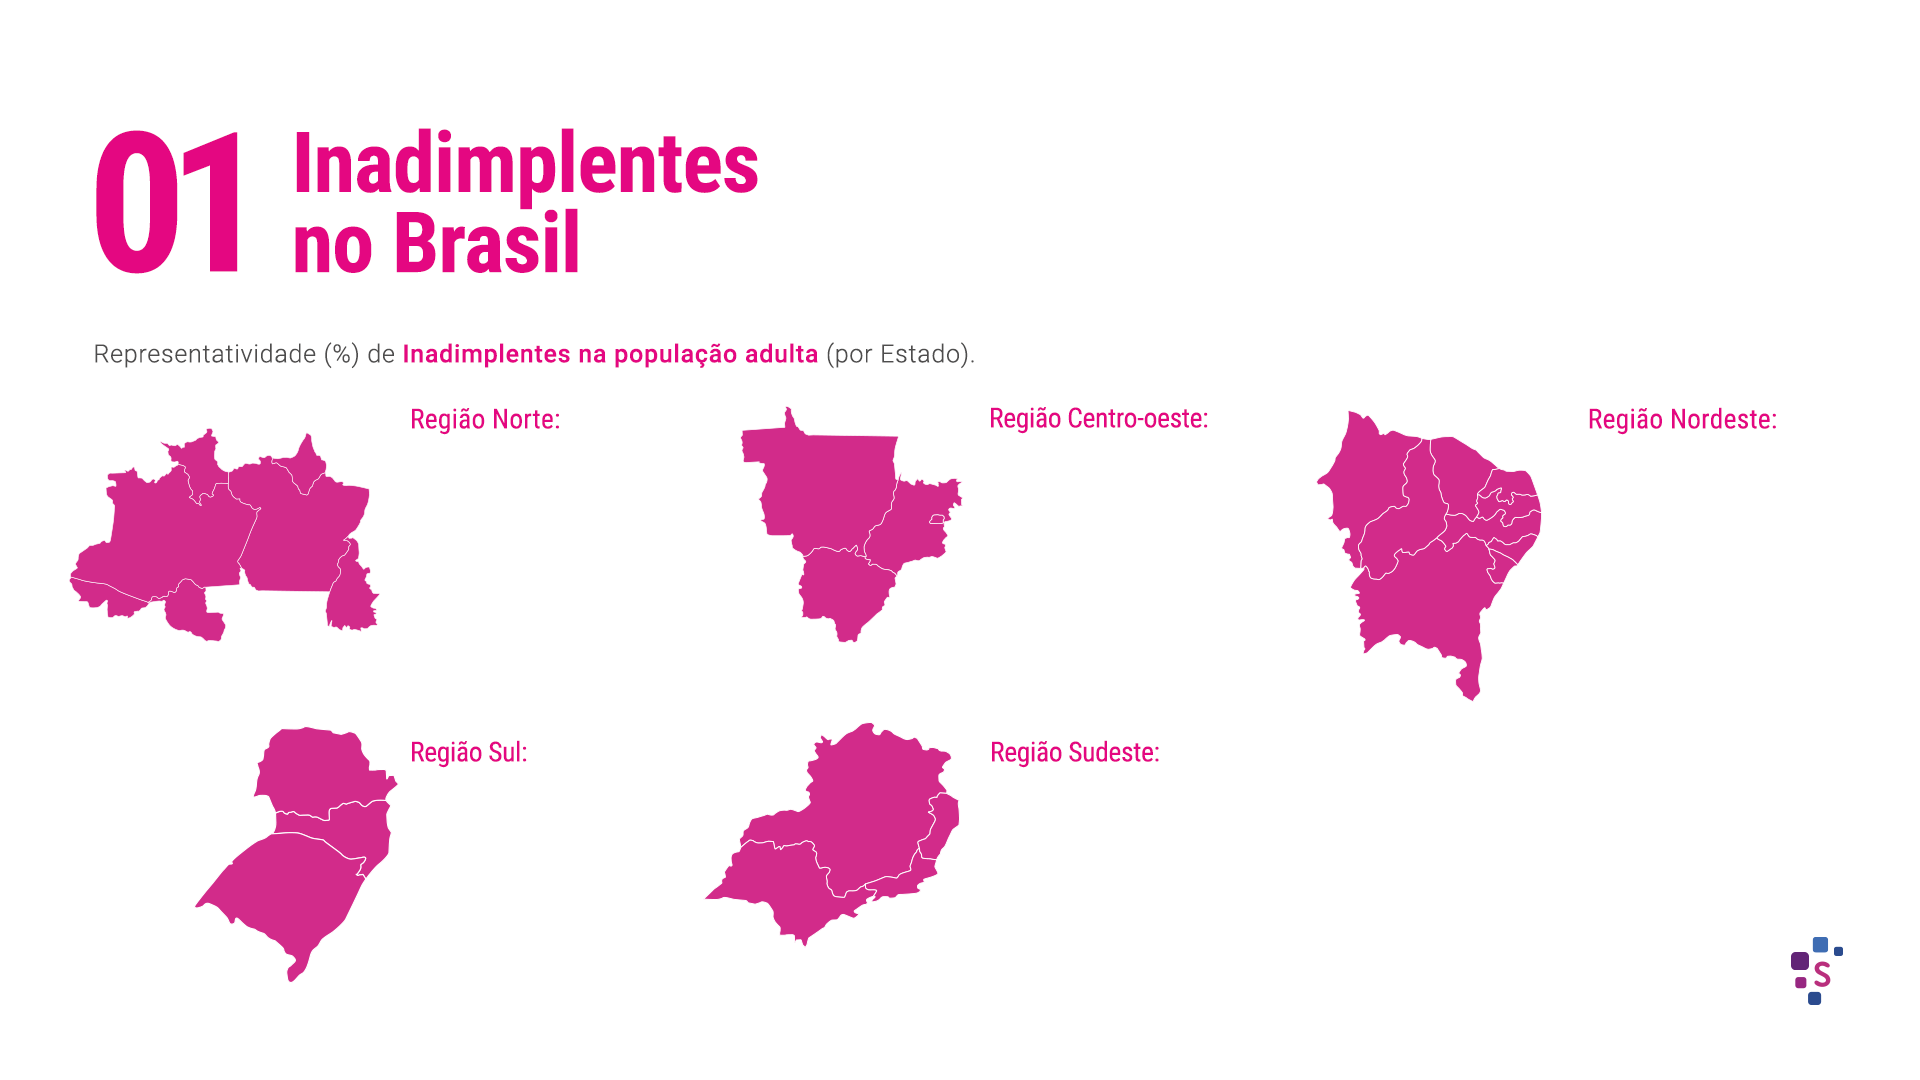 01
Inadimplentes
no Brasil
Representatividade (%) de Inadimplentes na população adulta (por Estado).
Região Norte:
Região Centro-oeste:
Região Nordeste:
Região Sul:
Região Sudeste:
S